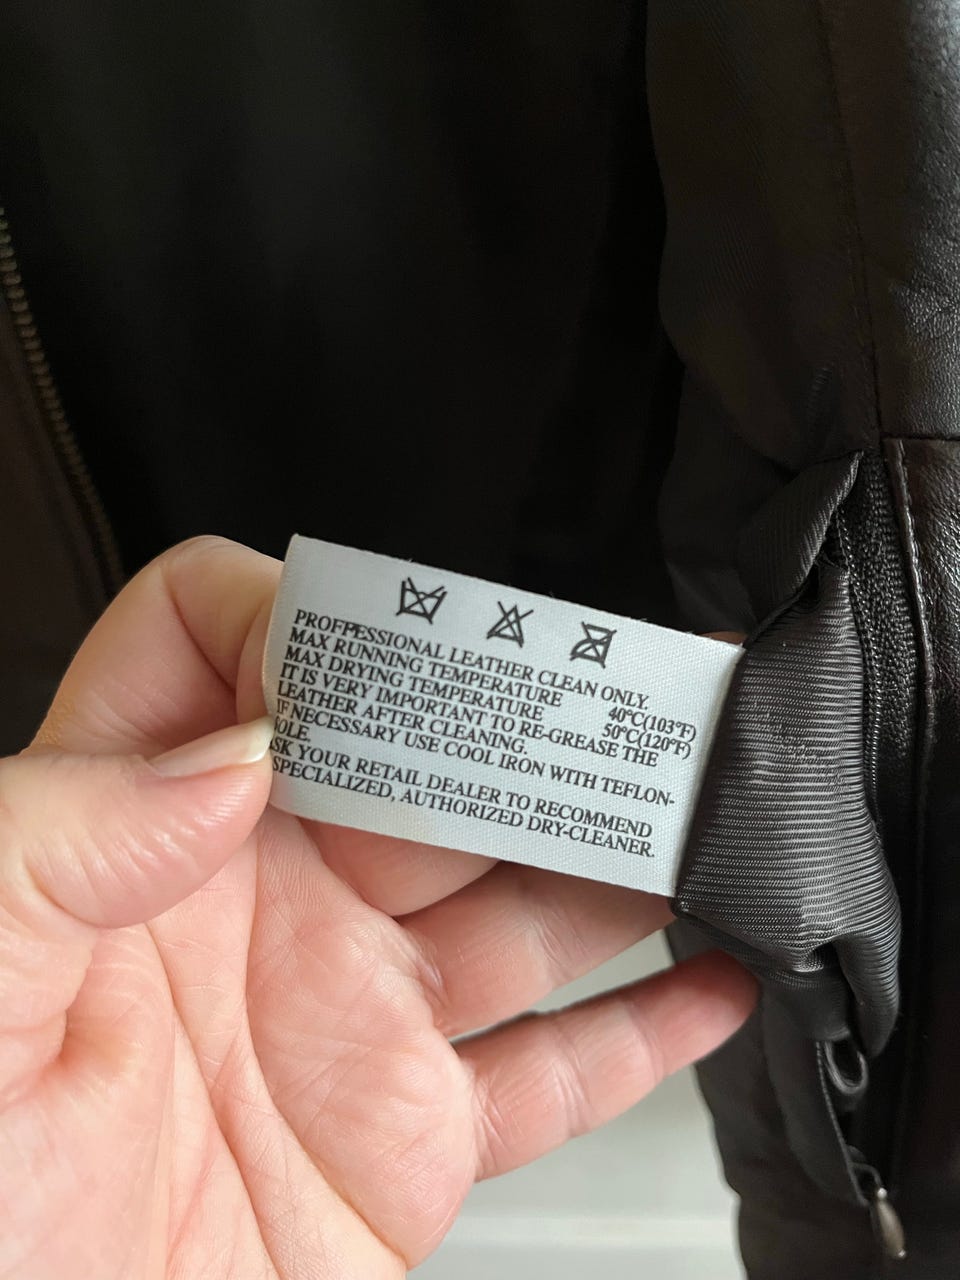 PROFFESSIONAL LEATHER CLEAN ONLY.
MAX RUNNING TEMPERATURE 40°C(103°F)
MAX DRYING TEMPERATURE 50°C(120°F)
IT IS VERY IMPORTANT TO RE-GREASE THE
LEATHER AFTER CLEANING.
IF NECESSARY USE COOL IRON WITH TEFLON-
SOLE.
ASK YOUR RETAIL DEALER TO RECOMMEND
SPECIALIZED, AUTHORIZED DRY-CLEANER.